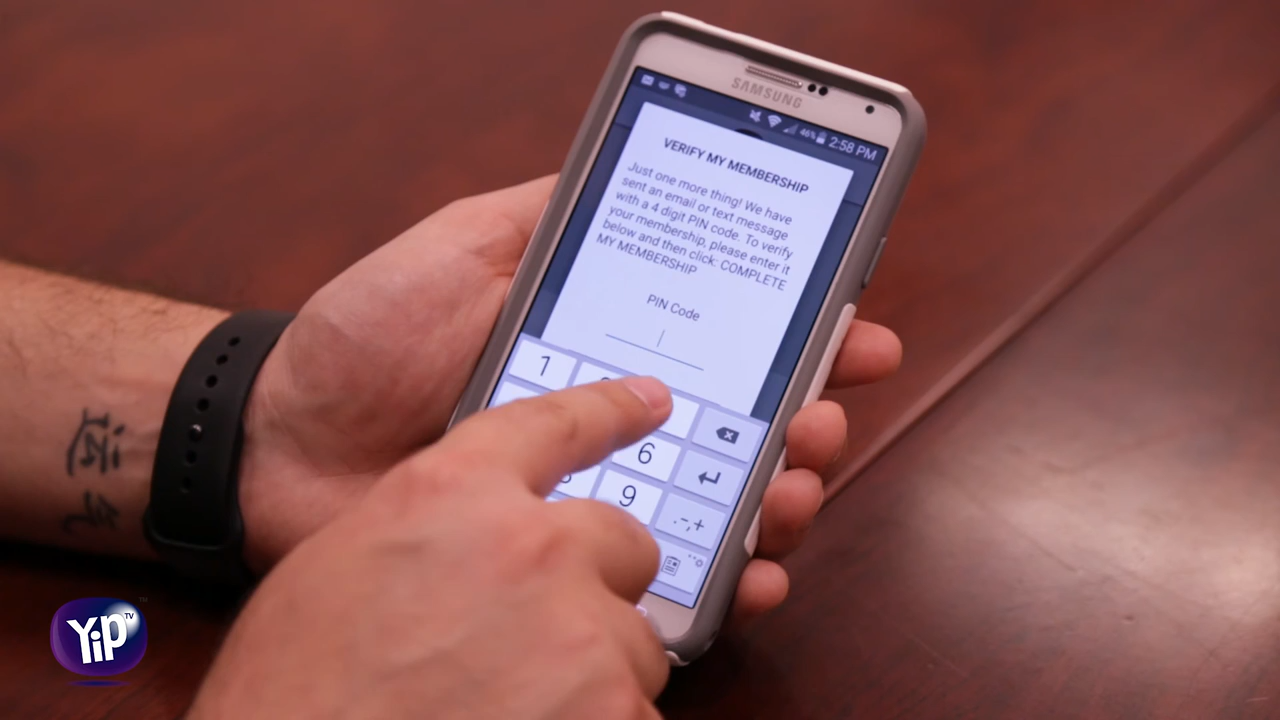 SAMSUNG
46% 2:58 PM
VERIFY MY MEMBERSHIP
Just one more thing! We have
sent an email or text message
with a 4 digit PIN code. To verify
your membership, please enter it
below and then click: COMPLETE
MY MEMBERSHIP
PIN Code
1
6
9
.-,+
运气
YiP TV